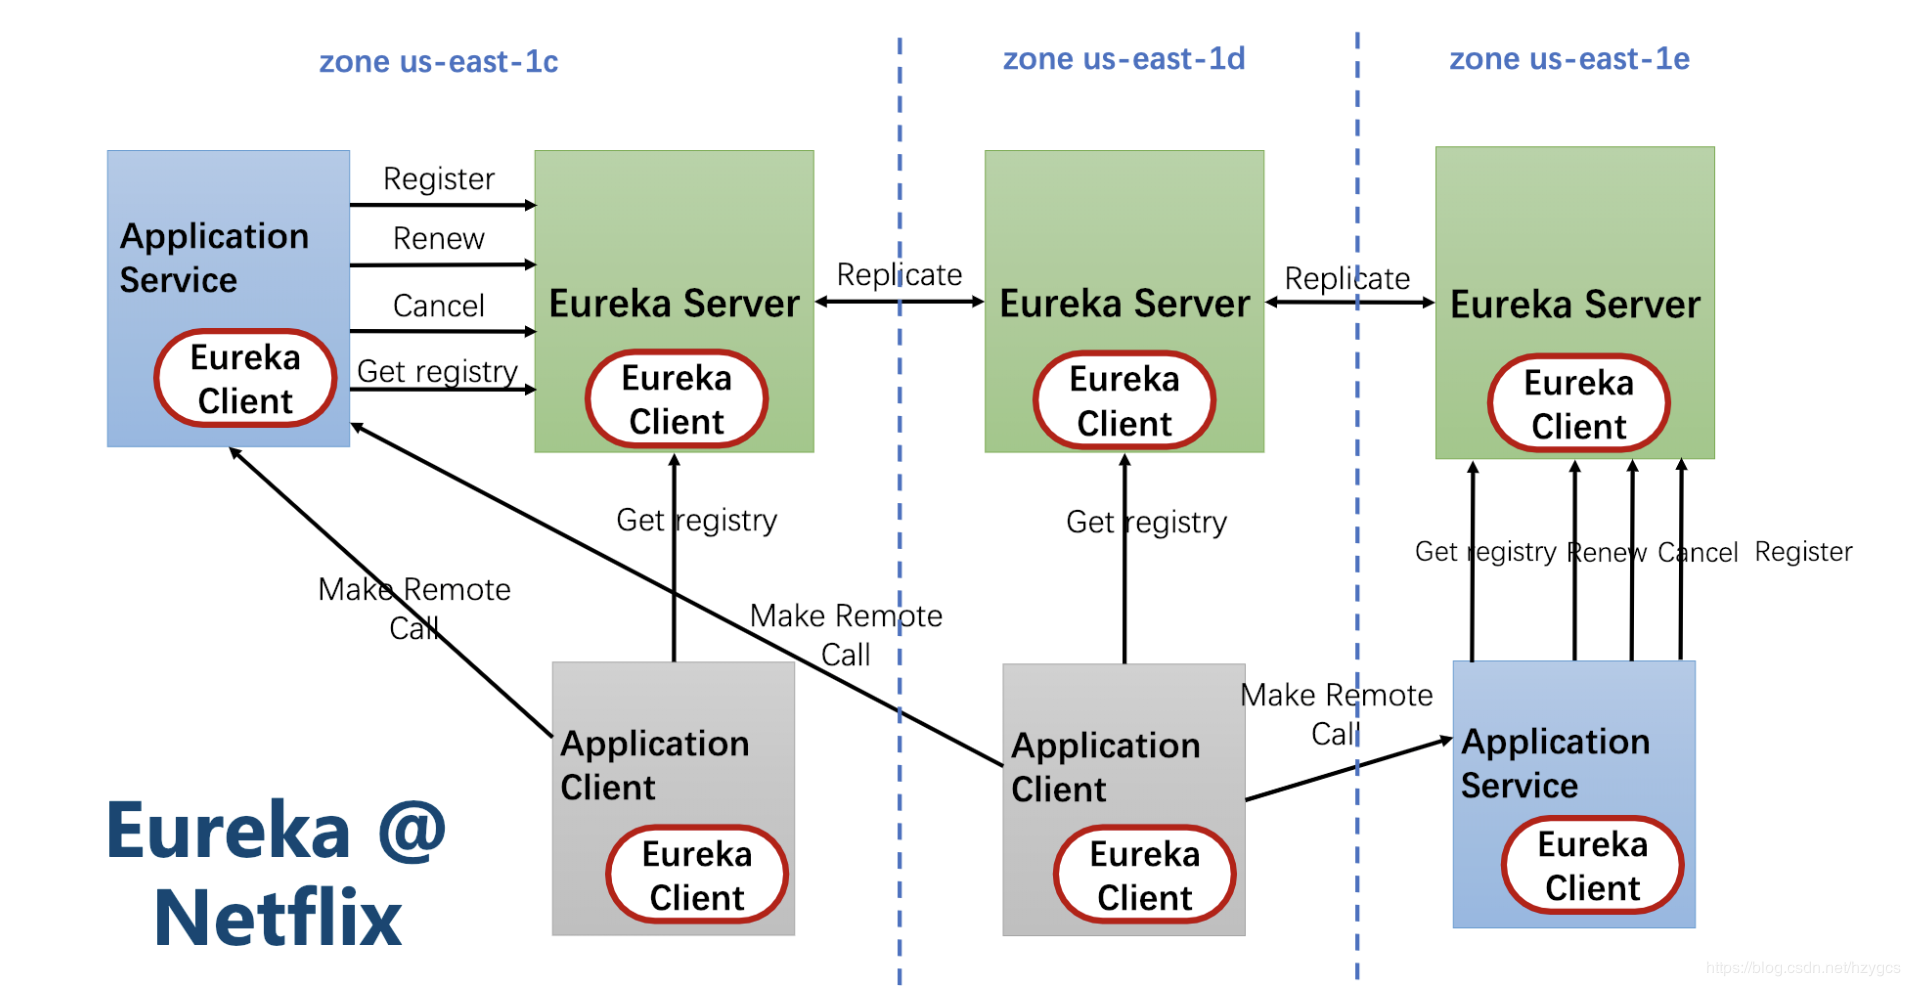 zone us-east-1c
zone us-east-1d
zone us-east-1e
Application
Service
Eureka
Client
Register
Renew
Cancel
Get registry
Eureka Server
Eureka
Client
Replicate
Eureka Server
Eureka
Client
Replicate
Eureka Server
Eureka
Client
Make Remote
Call
Get registry
Make Remote
Call
Get registry
Make Remote
Call
Get registry
Renew
Cancel
Register
Application
Client
Eureka
Client
Application
Client
Eureka
Client
Application
Service
Eureka
Client
Eureka @
Netflix
https://blog.csdn.net/hzygcs